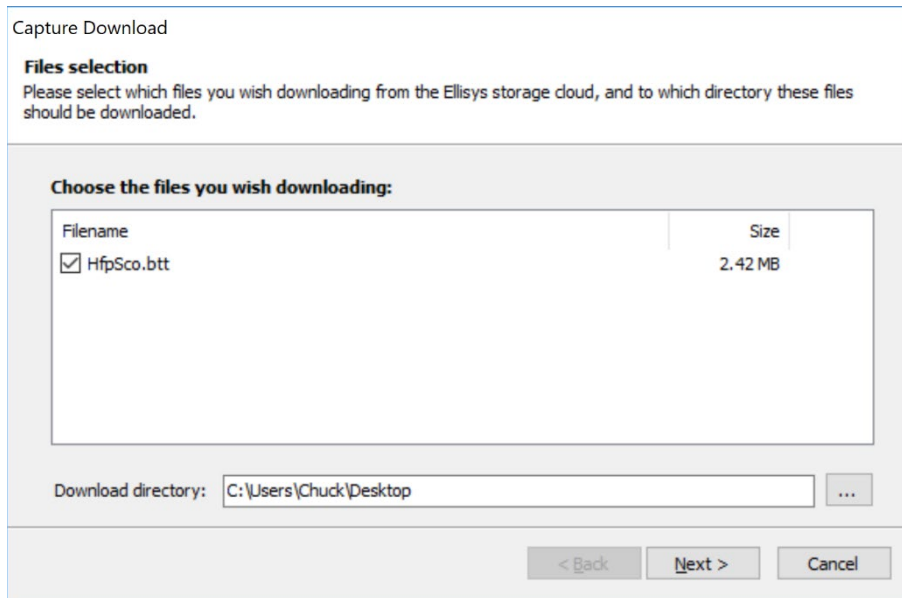 Capture Download
Files selection
Please select which files you wish downloading from the Ellisys storage cloud, and to which directory these files
should be downloaded.
Choose the files you wish downloading:
Filename Size
HfpSco.btt 2.42 MB
Download directory: C:\Users\Chuck\Desktop ...
< Back Next > Cancel